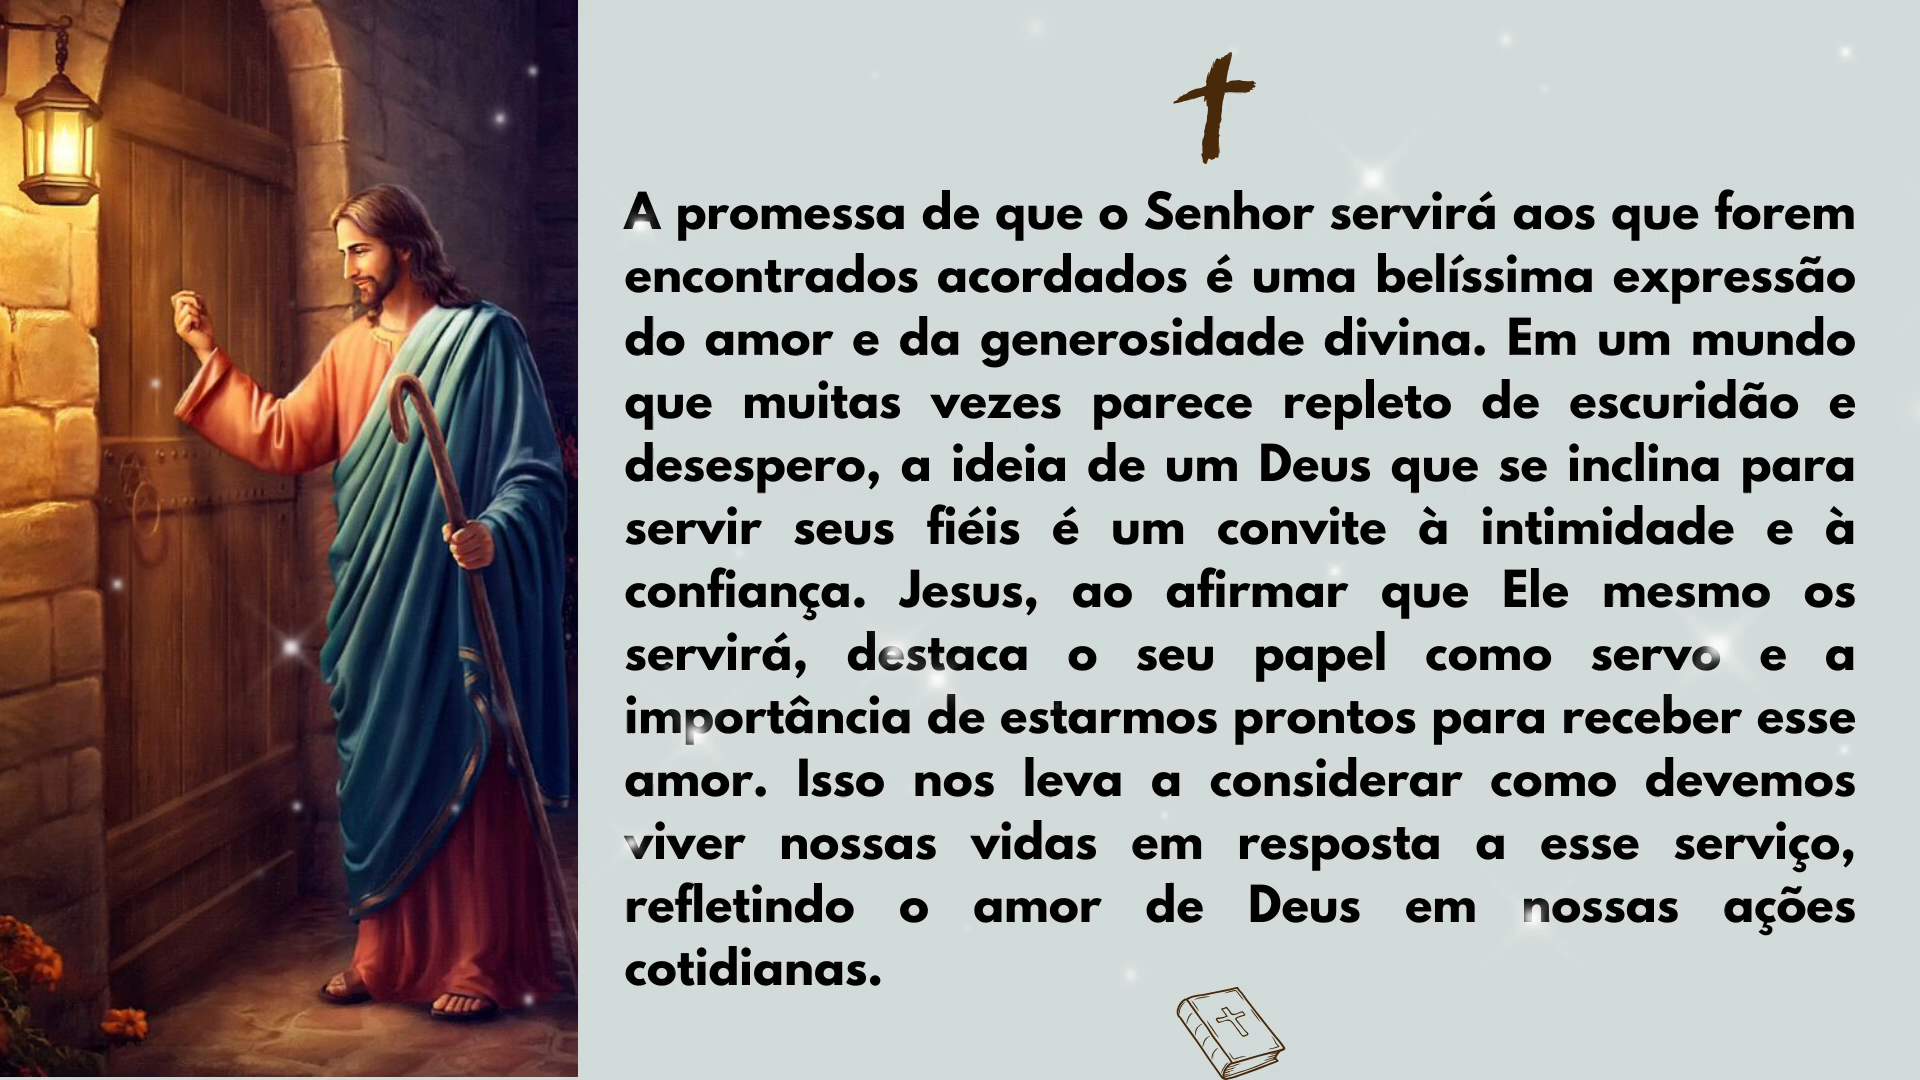 A promessa de que o Senhor servirá aos que forem
encontrados acordados é uma belíssima expressão
do amor e da generosidade divina. Em um mundo
que muitas vezes parece repleto de escuridão e
desespero, a ideia de um Deus que se inclina para
servir seus fiéis é um convite à intimidade e à
confiança. Jesus, ao afirmar que Ele mesmo os
servirá, destaca o seu papel como servo e a
importância de estarmos prontos para receber esse
amor. Isso nos leva a considerar como devemos
viver nossas vidas em resposta a esse serviço,
refletindo o amor de Deus em nossas ações
cotidianas.